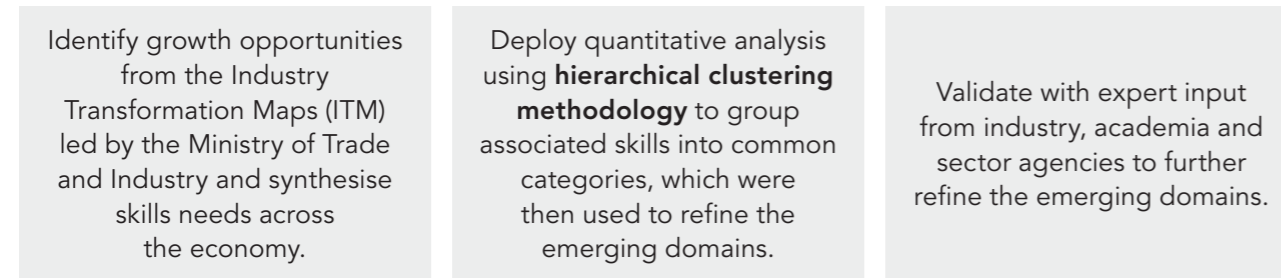 Identify growth opportunities
from the Industry
Transformation Maps (ITM)
led by the Ministry of Trade
and Industry and synthesise
skills needs across
the economy.
Deploy quantitative analysis
using hierarchical clustering
methodology to group
associated skills into common
categories, which were
then used to refine the
emerging domains.
Validate with expert input
from industry, academia and
sector agencies to further
refine the emerging domains.